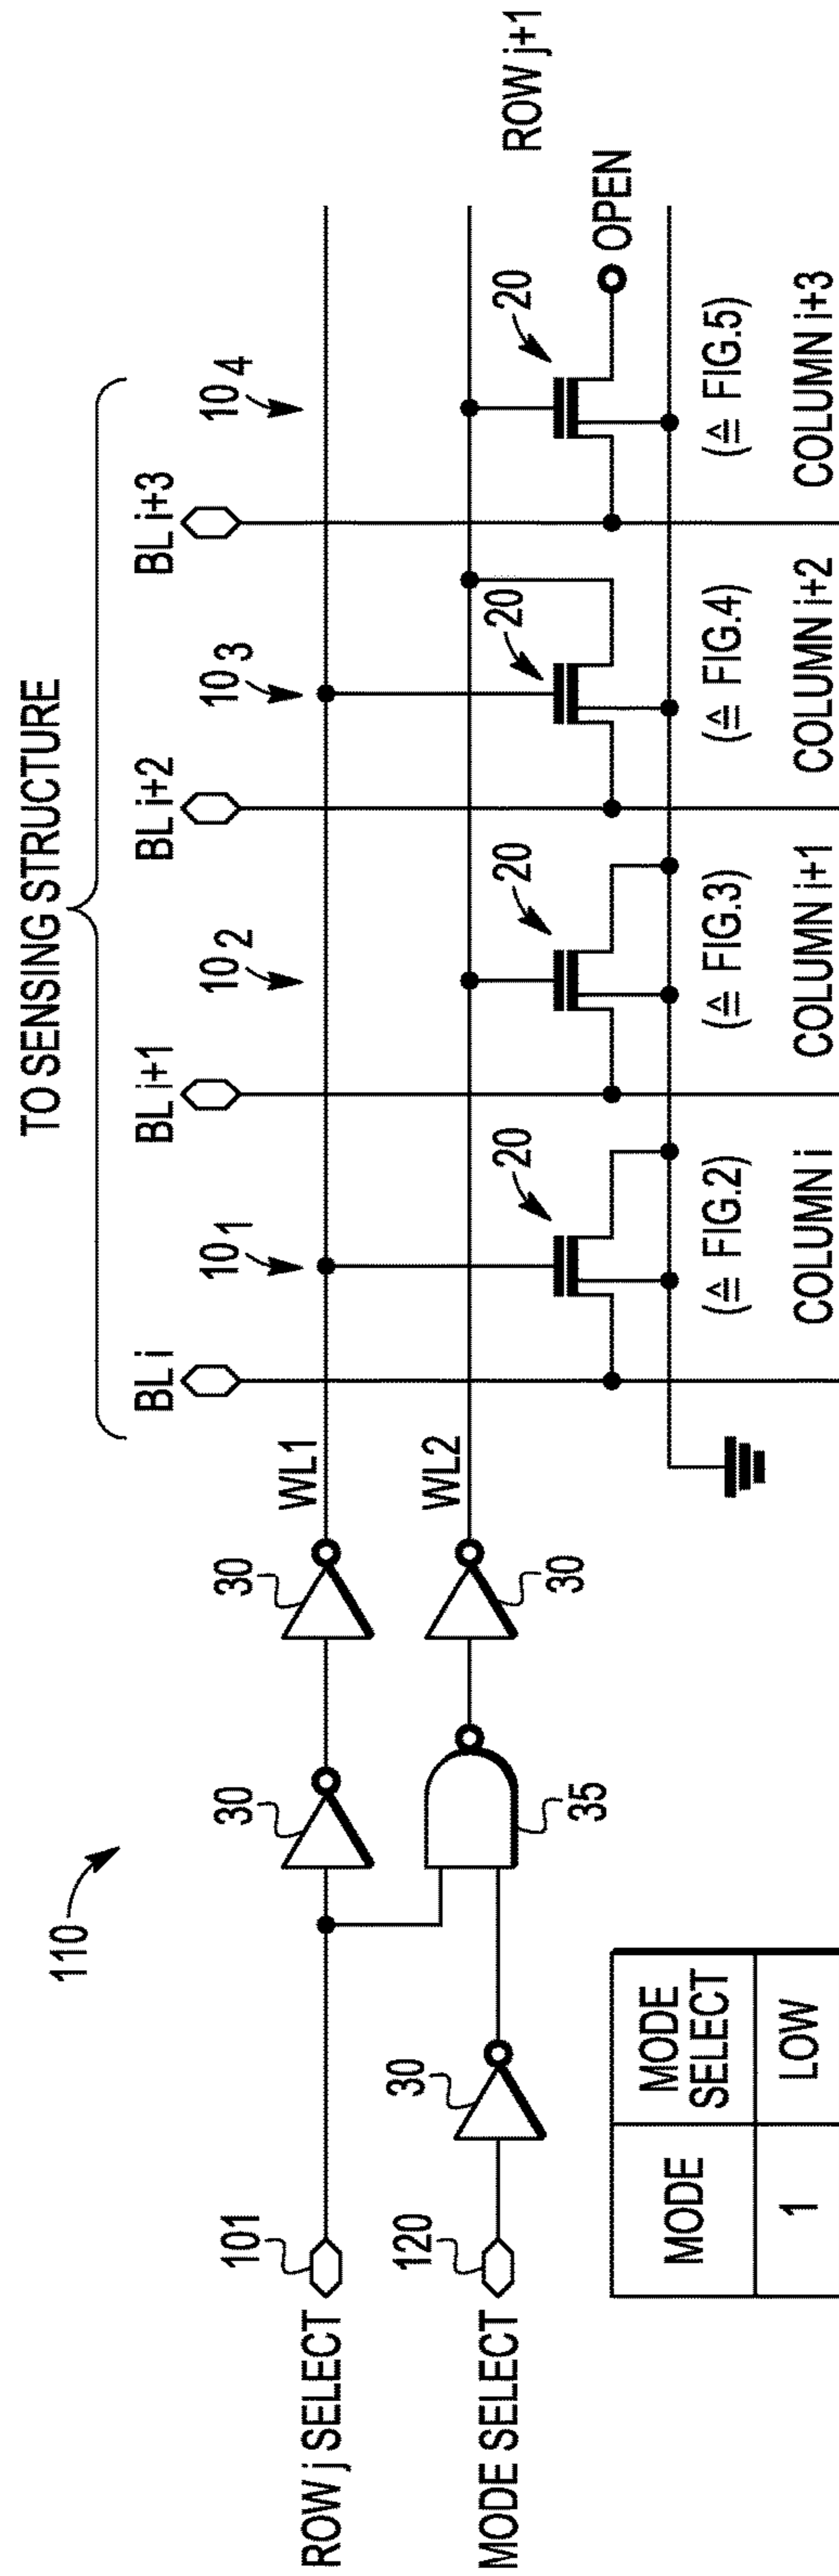 TO SENSING STRUCTURE
BL i
BL i+1
BL i+2
BL i+3
110
10 1
10 2
10 3
10 4
101
30
30
WL1
ROW j SELECT
120
30
WL2
30
35
MODE SELECT
20
20
20
20
ROW j+1
OPEN
(≙ FIG.2)
(≙ FIG.3)
(≙ FIG.4)
(≙ FIG.5)
COLUMN i
COLUMN i+1
COLUMN i+2
COLUMN i+3
MODE
MODE SELECT
1
LOW